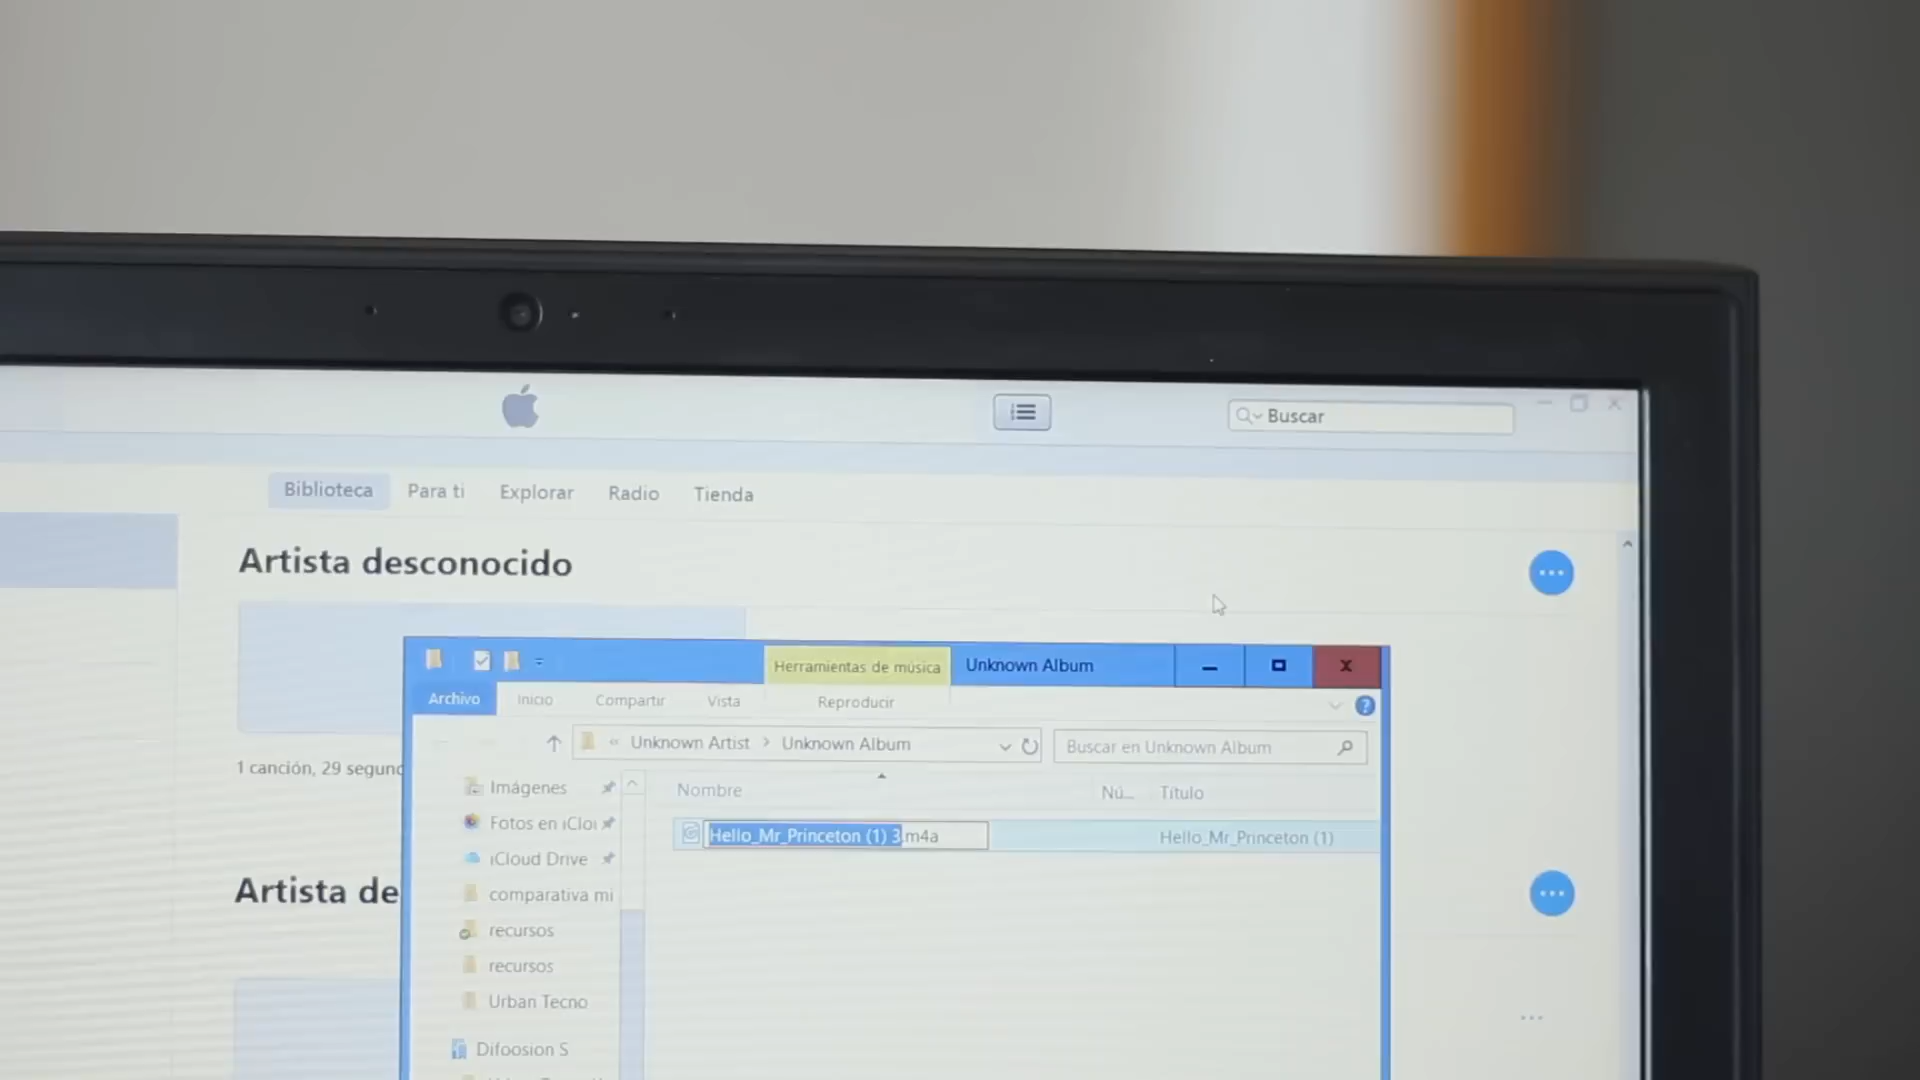 Buscar
Biblioteca Para ti Explorar Radio Tienda
Artista desconocido
1 canción, 29 segund
Artista de
Herramientas de música Unknown Album
Archivo Inicio Compartir Vista Reproducir
« Unknown Artist > Unknown Album
Buscar en Unknown Album
Nombre Nú... Título
Hello_Mr_Princeton (1) 3.m4a Hello_Mr_Princeton (1)
Imágenes
Fotos en iCloi
iCloud Drive
comparativa mi
recursos
recursos
Urban Tecno
Difoosion S